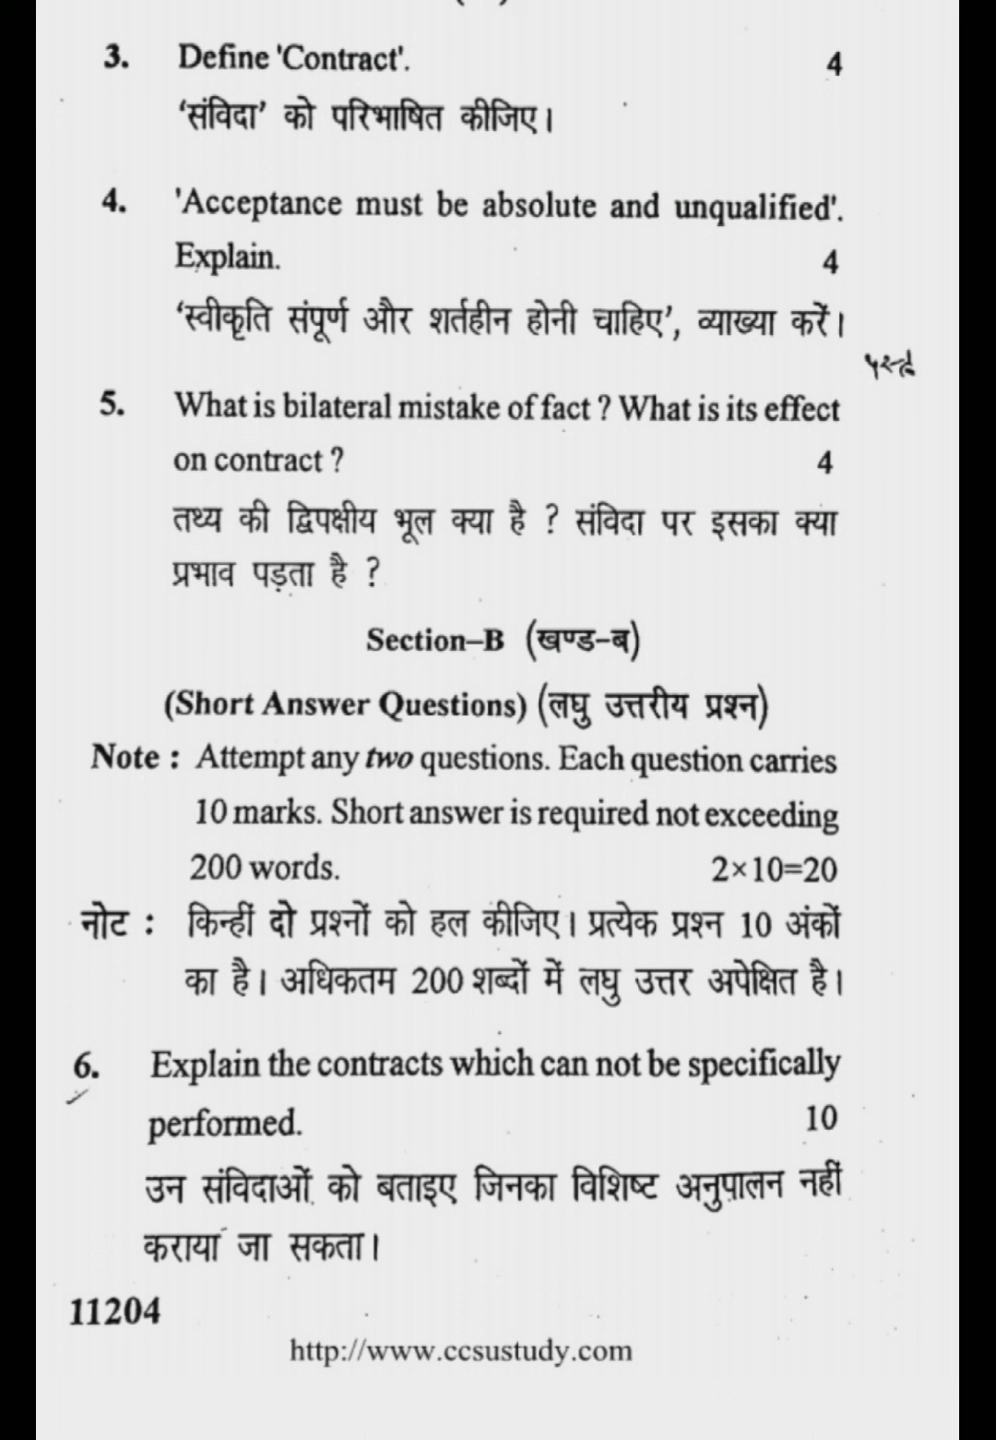 3. Define 'Contract'. 4
'संविदा' को परिभाषित कीजिए।
4. 'Acceptance must be absolute and unqualified'.
Explain. 4
'स्वीकृति संपूर्ण और शर्तहीन होनी चाहिए', व्याख्या करें।
5. What is bilateral mistake of fact ? What is its effect
on contract ? 4
तथ्य की द्विपक्षीय भूल क्या है ? संविदा पर इसका क्या
प्रभाव पड़ता है ?
Section–B (खण्ड-ब)
(Short Answer Questions) (लघु उत्तरीय प्रश्न)
Note : Attempt any two questions. Each question carries
10 marks. Short answer is required not exceeding
200 words. 2×10=20
नोट : किन्हीं दो प्रश्नों को हल कीजिए। प्रत्येक प्रश्न 10 अंकों
का है। अधिकतम 200 शब्दों में लघु उत्तर अपेक्षित है।
6. Explain the contracts which can not be specifically
performed. 10
उन संविदाओं को बताइए जिनका विशिष्ट अनुपालन नहीं
कराया जा सकता।
11204
http://www.ccsustudy.com